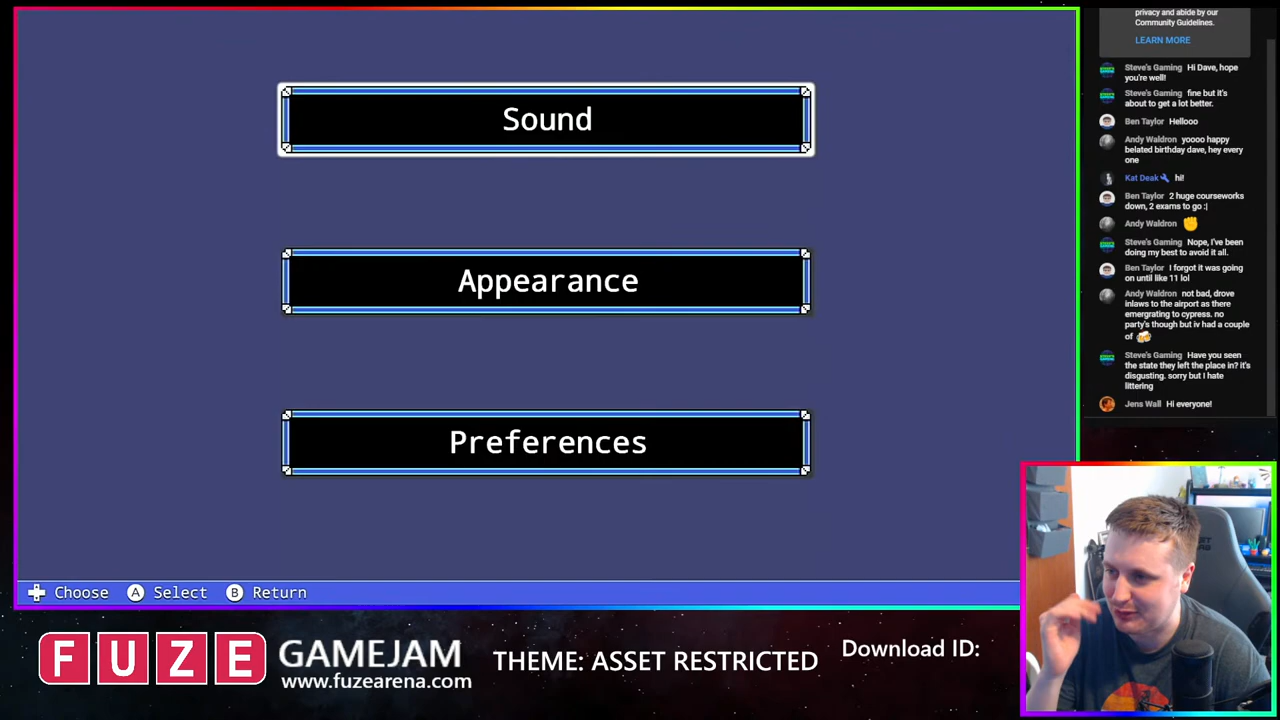 Sound
Appearance
Preferences
Choose A Select B Return
FUZE GAMEJAM
www.fuzearena.com
THEME: ASSET RESTRICTED
Download ID:
privacy and abide by our
Community Guidelines.
LEARN MORE
Steve's Gaming Hi Dave, hope
you're well!
Steve's Gaming fine but it's
about to get a lot better.
Ben Taylor Hellooo
Andy Waldron yoooo happy
belated birthday dave, hey every
one
Kat Deak hi!
Ben Taylor 2 huge courseworks
down, 2 exams to go :|
Andy Waldron
Steve's Gaming Nope, I've been
doing my best to avoid it all.
Ben Taylor I forgot it was going
on until like 11 lol
Andy Waldron not bad, drove
inlaws to the airport as there
emergrating to cypress. no
party's though but iv had a couple
of
Steve's Gaming Have you seen
the state they left the place in? it's
disgusting. sorry but I hate
littering
Jens Wall Hi everyone!